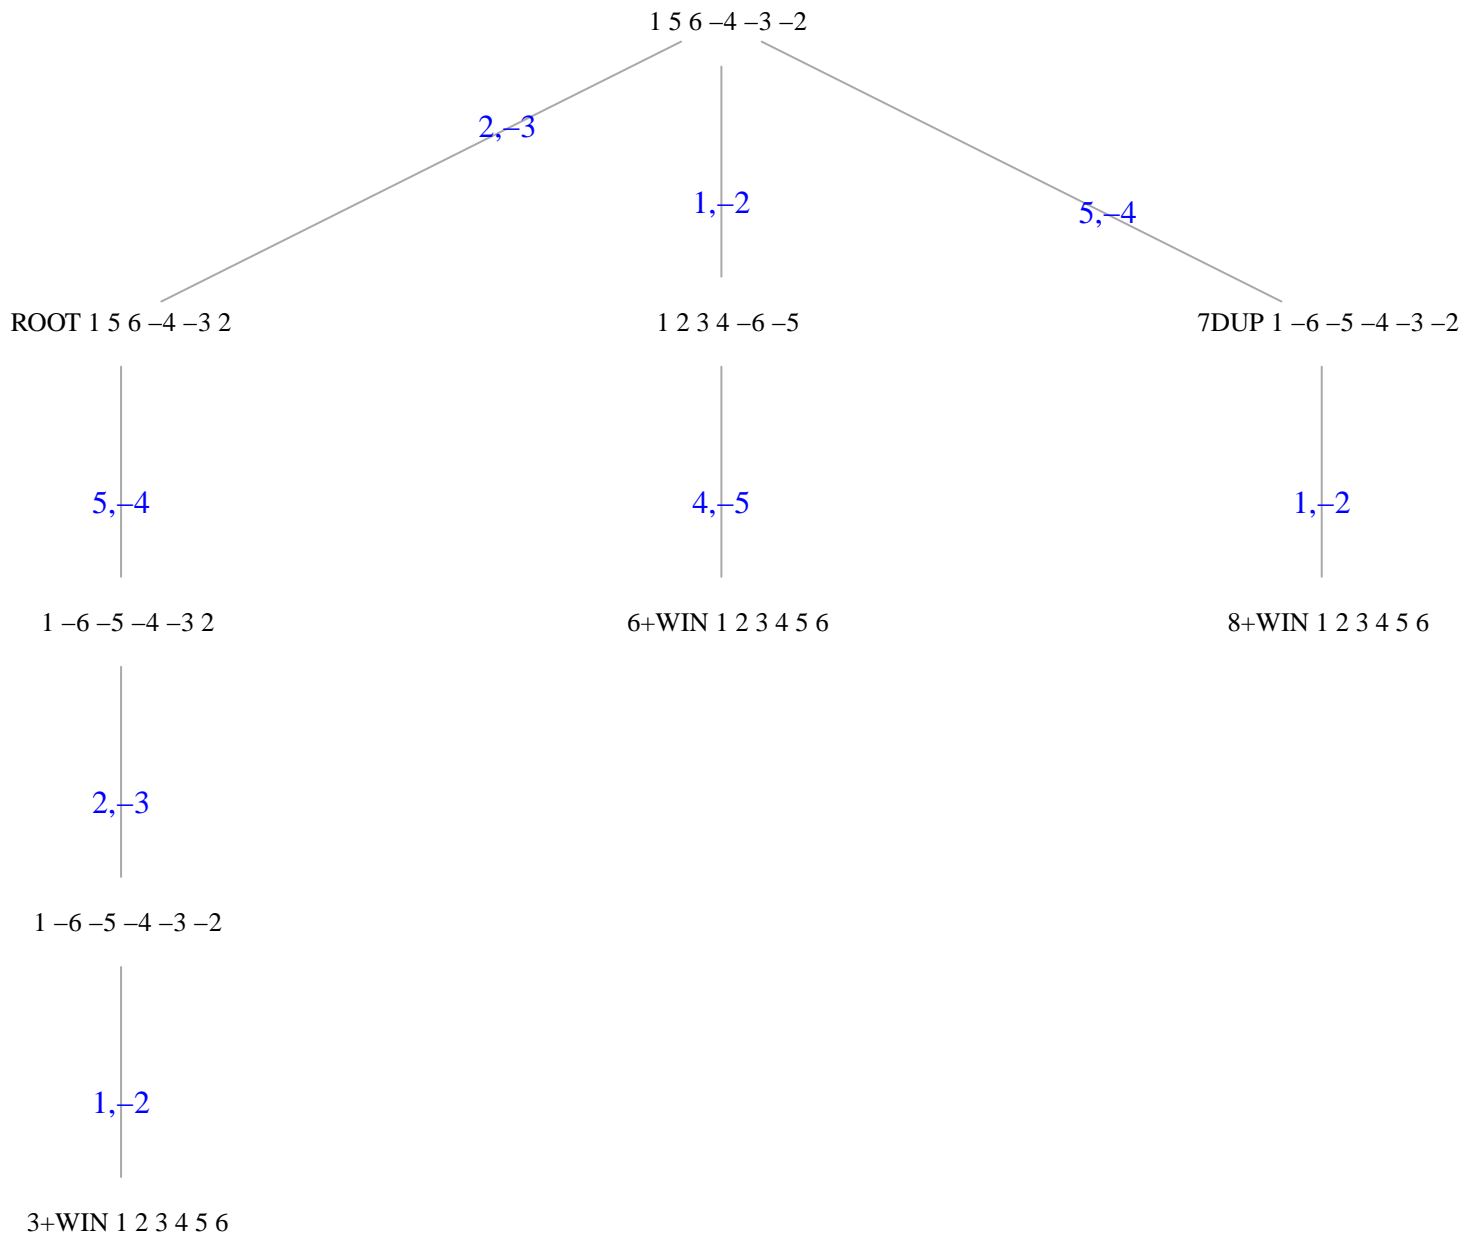 1 5 6 –4 –3 –2
2,–3
1,–2
5,–4
ROOT 1 5 6 –4 –3 2
1 2 3 4 –6 –5
7DUP 1 –6 –5 –4 –3 –2
5,–4
4,–5
1,–2
1 –6 –5 –4 –3 2
6+WIN 1 2 3 4 5 6
8+WIN 1 2 3 4 5 6
2,–3
1 –6 –5 –4 –3 –2
1,–2
3+WIN 1 2 3 4 5 6